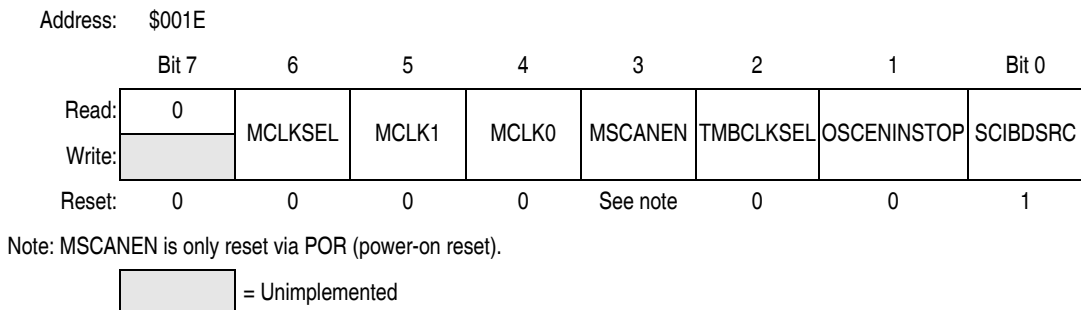 Address: $001E
Bit 7 6 5 4 3 2 1 Bit 0
Read: 0 MCLKSEL MCLK1 MCLK0 MSCANEN TMBCLKSEL OSCENINSTOP SCIBDSRC
Write:
Reset: 0 0 0 0 See note 0 0 1
Note: MSCANEN is only reset via POR (power-on reset).
= Unimplemented